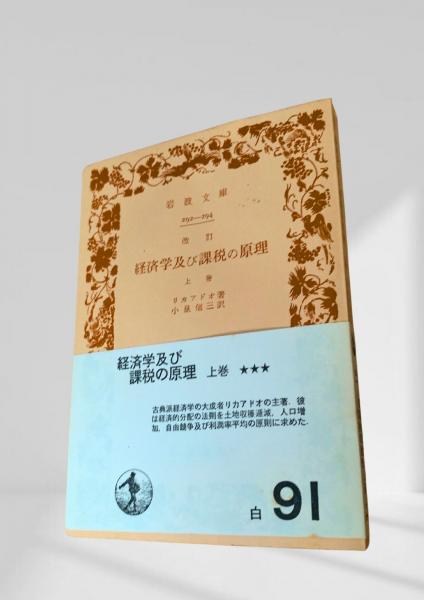 岩波文庫
292—294
改訂
経済学及び課税の原理
上巻
リカアドオ著
小泉信三訳
経済学及び
課税の原理 上巻 ★★★
古典派経済学の大成者リカアドオの主著．彼
は経済的分配の法則を土地収穫逓減，人口増
加，自由競争及び利潤率平均の原則に求めた．
白 91